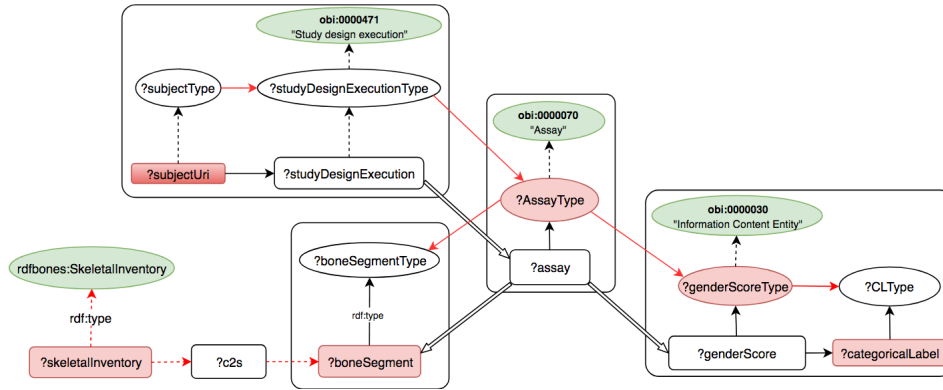 obi:0000471
"Study design execution"
?subjectType
?studyDesignExecutionType
?subjectUri
?studyDesignExecution
obi:0000070
"Assay"
?AssayType
?assay
obi:0000030
"Information Content Entity"
?genderScoreType
?CLType
?genderScore
?categoricalLabel
?boneSegmentType
rdf:type
?boneSegment
rdfbones:SkeletalInventory
rdf:type
?skeletalInventory
?c2s